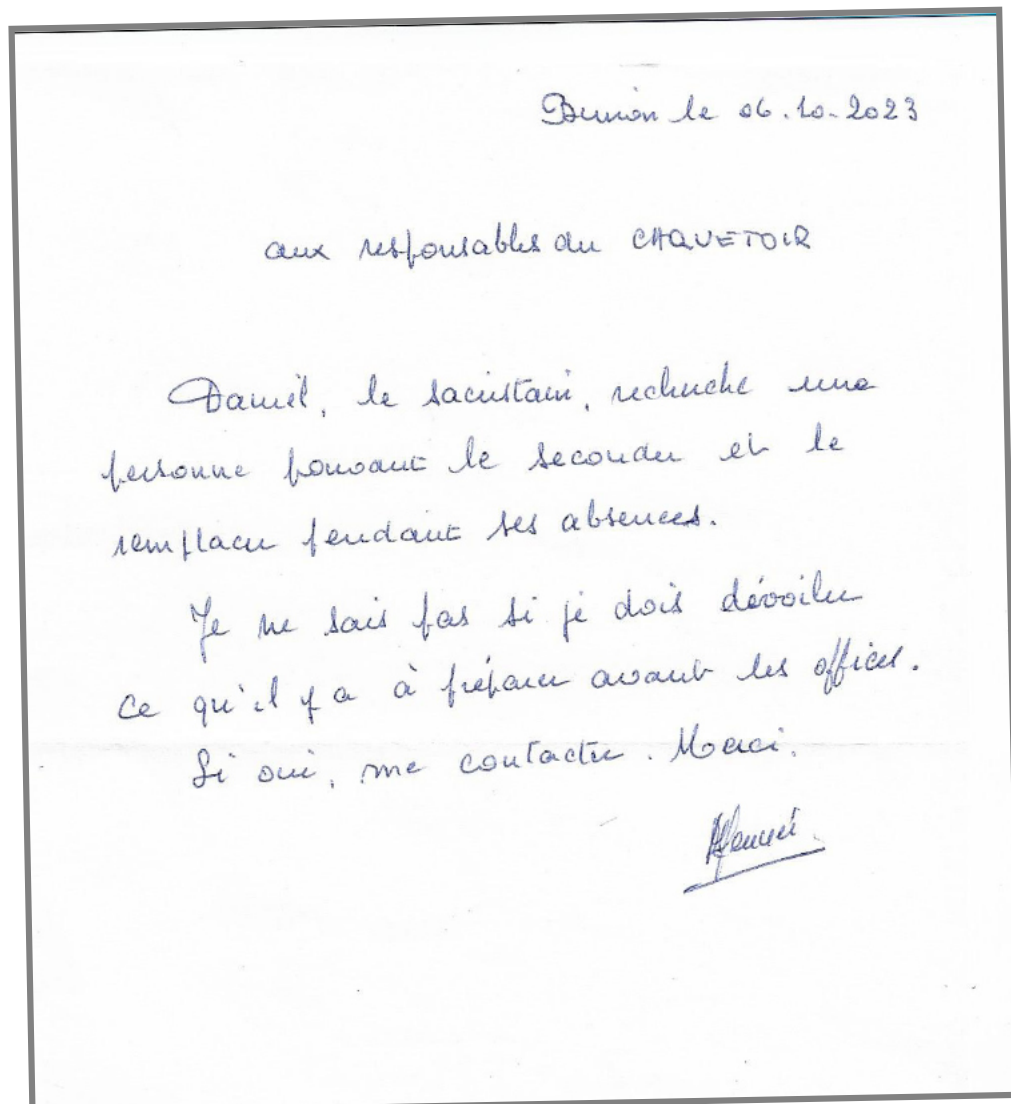 le 06.10.2023
aux responsables du CAQUETOIR
Daniel, le sacristain, recherche une
personne pouvant le seconder et le
remplacer pendant ses absences.
Je ne sais pas si je dois dévoiler
ce qu'il y a à préparer avant les offices.
Si oui, me contacter. Merci.